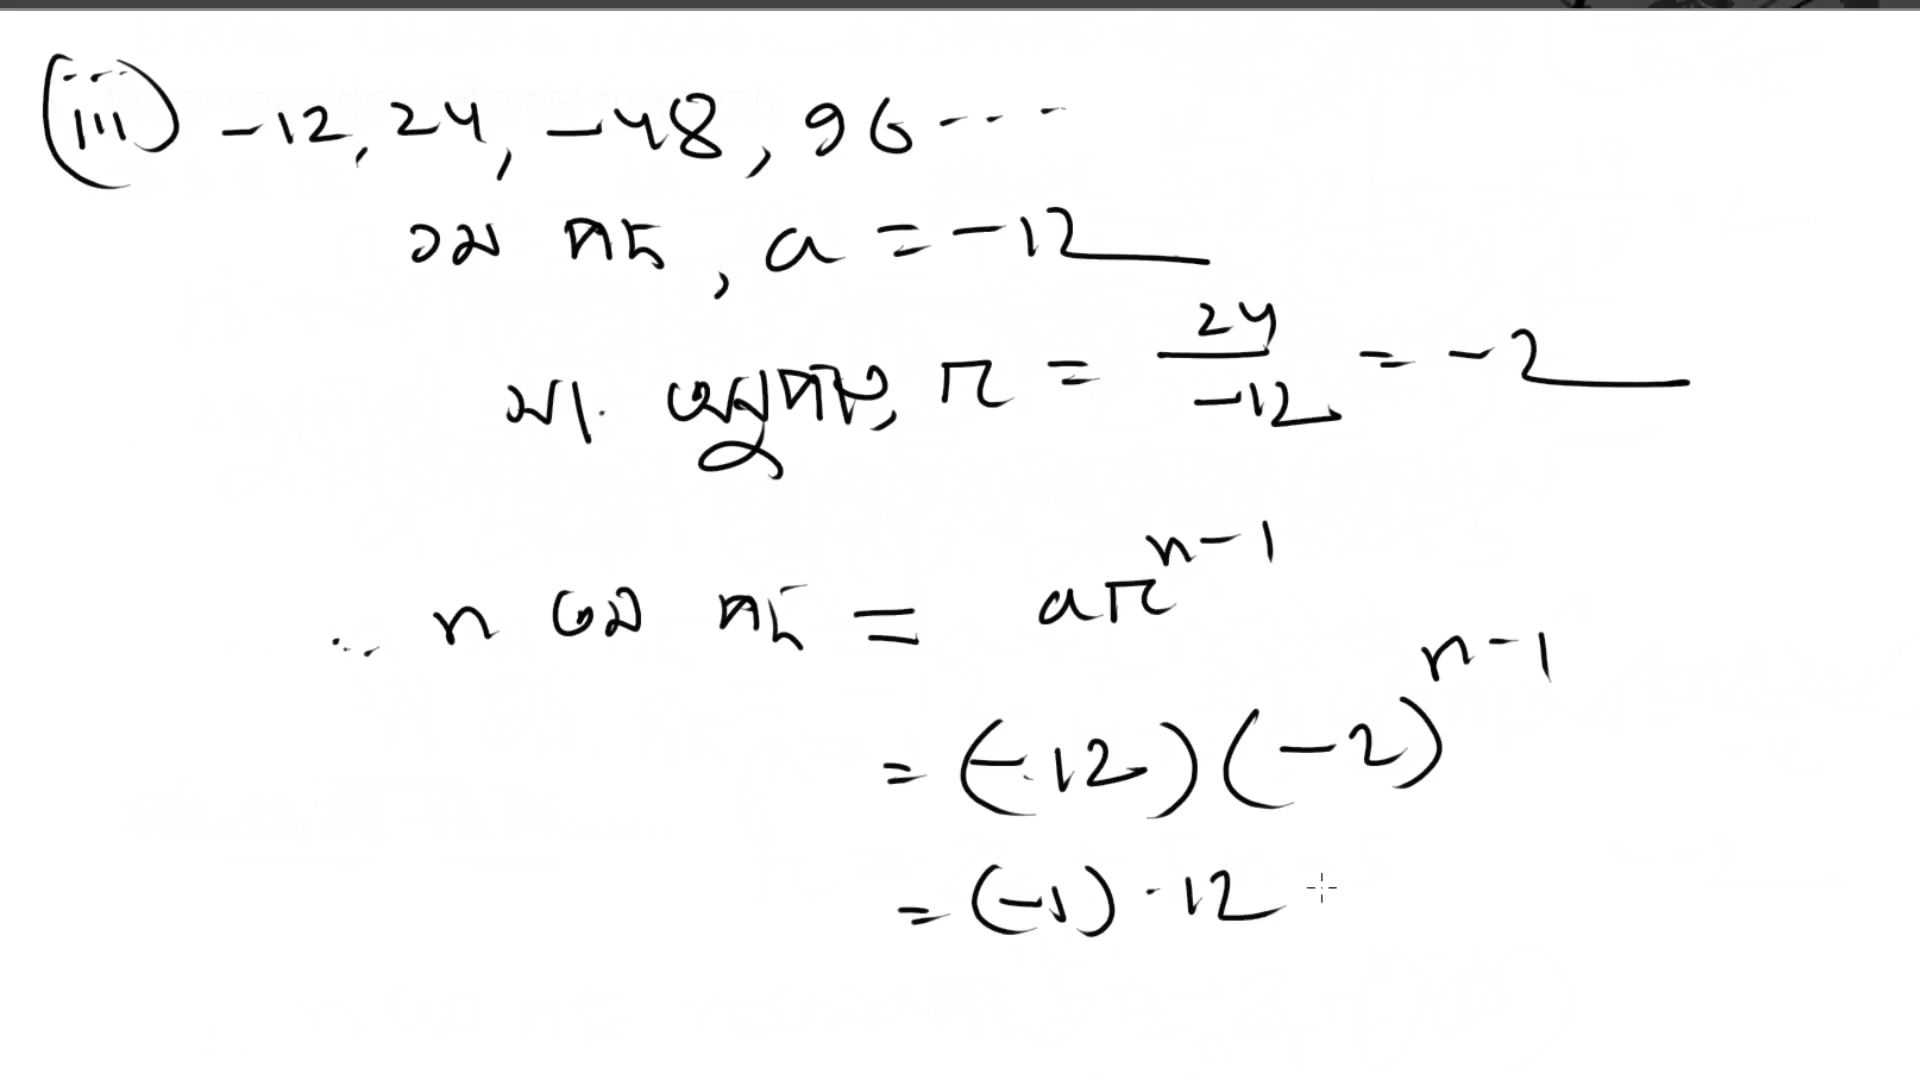 (iii) -12, 24, -48, 96 ---
১ম পদ, a = -12
সা. অনুপাত, r = 24/-12 = -2
∴ n তম পদ = ar^(n-1)
= (-12)(-2)^(n-1)
= (-1) · 12